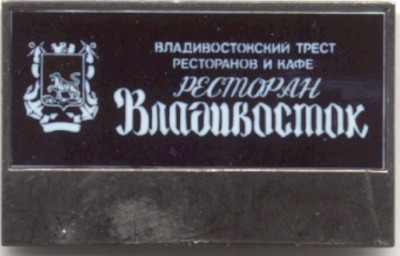 ВЛАДИВОСТОКСКИЙ ТРЕСТ
РЕСТОРАНОВ И КАФЕ
РЕСТОРАН
Владивосток